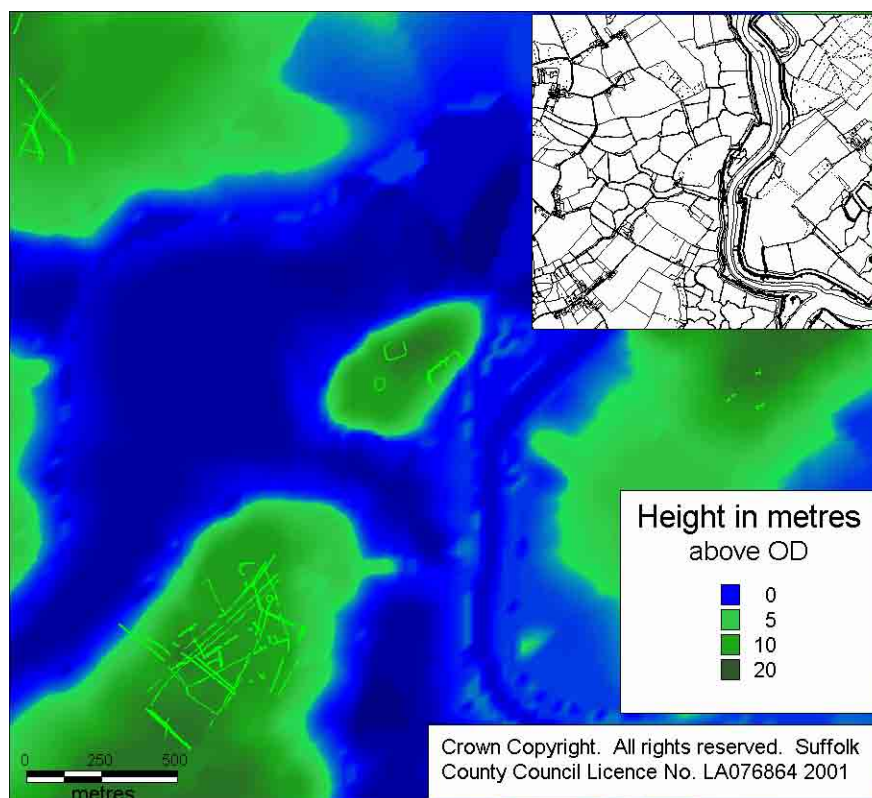 Height in metres
above OD
0
5
10
20
0 250 500
metres
Crown Copyright. All rights reserved. Suffolk
County Council Licence No. LA076864 2001